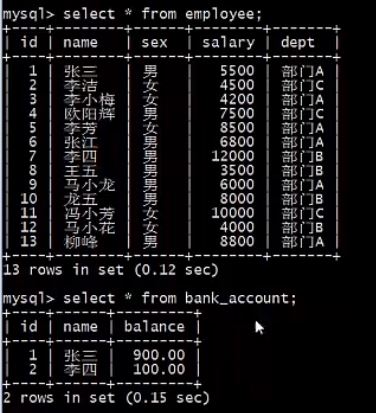 mysql> select * from employee;
| id | name | sex | salary | dept |
| 1 | 张三 | 男 | 5500 | 部门A |
| 2 | 李洁 | 女 | 4500 | 部门C |
| 3 | 李小梅 | 女 | 4200 | 部门A |
| 4 | 欧阳辉 | 男 | 7500 | 部门C |
| 5 | 李芳 | 女 | 8500 | 部门A |
| 6 | 张江 | 男 | 6800 | 部门A |
| 7 | 李四 | 男 | 12000 | 部门B |
| 8 | 王五 | 男 | 3500 | 部门B |
| 9 | 马小龙 | 男 | 6000 | 部门A |
| 10 | 龙五 | 男 | 8000 | 部门B |
| 11 | 冯小芳 | 女 | 10000 | 部门C |
| 12 | 马小花 | 女 | 4000 | 部门B |
| 13 | 柳峰 | 男 | 8800 | 部门A |
13 rows in set (0.12 sec)
mysql> select * from bank_account;
| id | name | balance |
| 1 | 张三 | 900.00 |
| 2 | 李四 | 100.00 |
2 rows in set (0.15 sec)